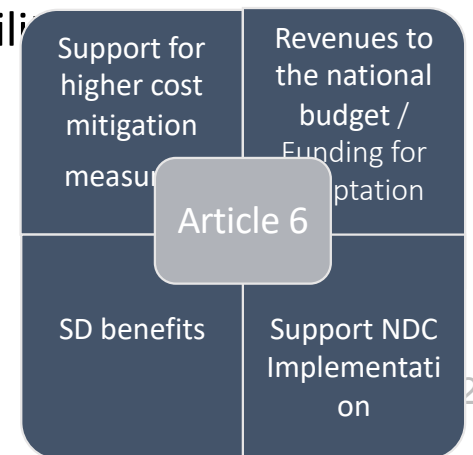 Support for
higher cost
mitigation
Revenues to
the national
budget /
Funding for
Article 6
SD benefits
Support NDC
Implementati
on
2